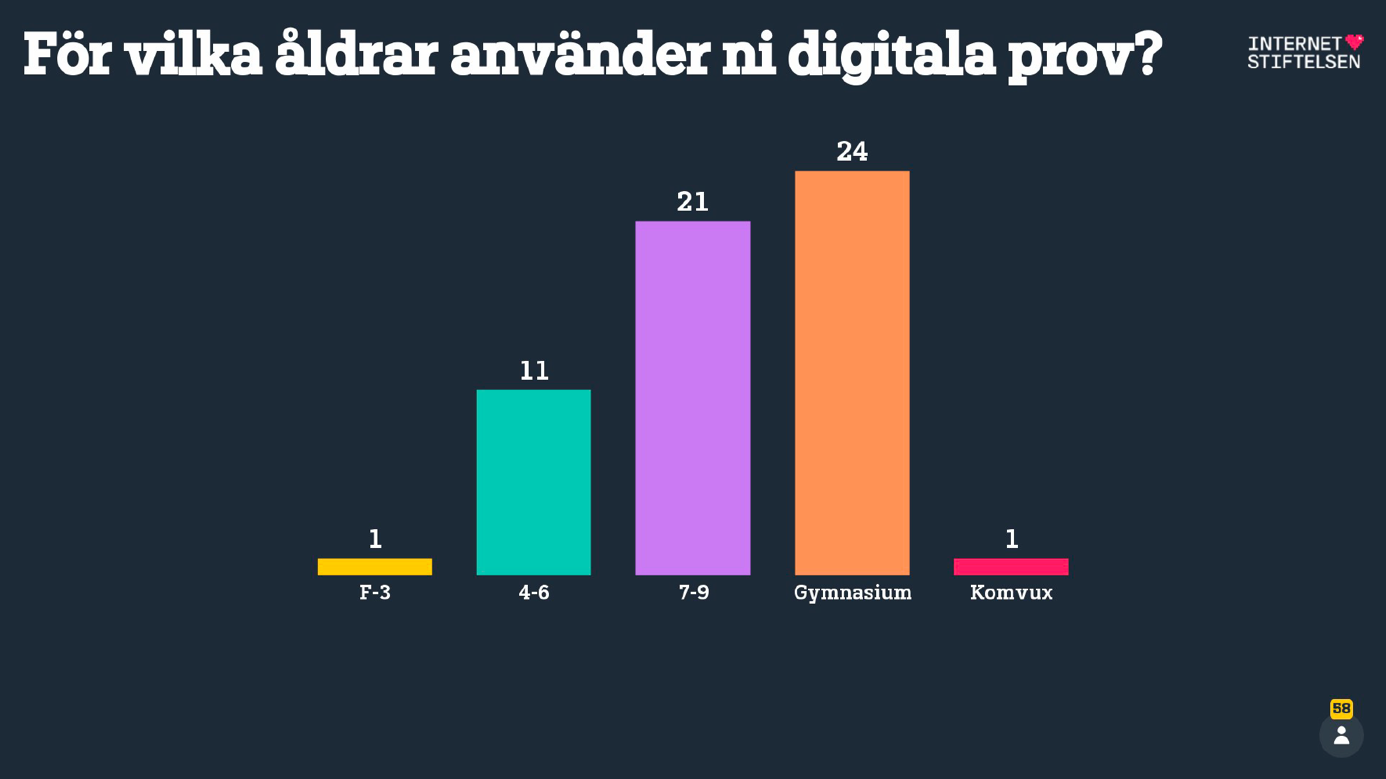 För vilka åldrar använder ni digitala prov?
INTERNET
STIFTELSEN
24
21
11
1
1
F-3
4-6
7-9
Gymnasium
Komvux
58